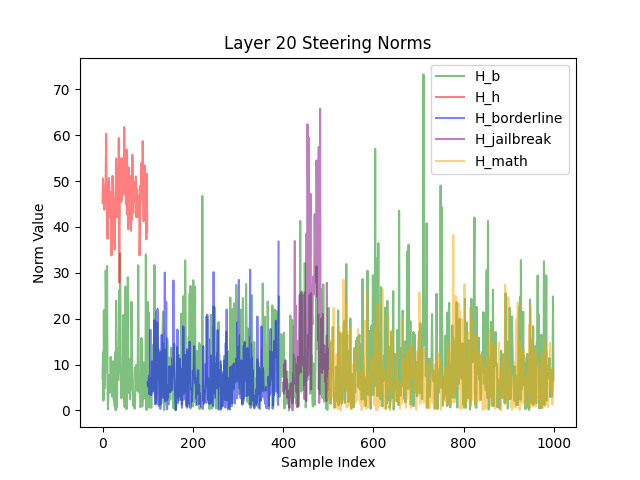 Layer 20 Steering Norms
Norm Value
70
60
50
40
30
20
10
0
H_b
H_h
H_borderline
H_jailbreak
H_math
0
200
400
600
800
1000
Sample Index